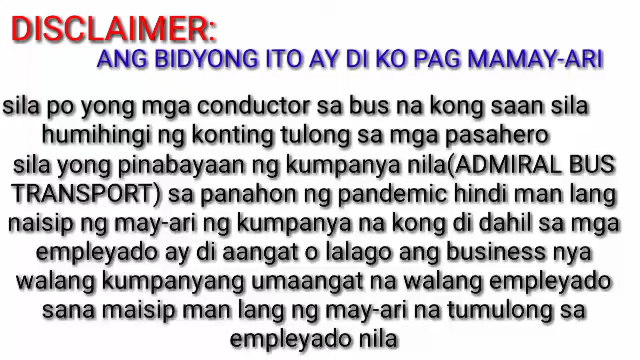 DISCLAIMER:
ANG BIDYONG ITO AY DI KO PAG MAMAY-ARI
sila po yong mga conductor sa bus na kong saan sila
humihingi ng konting tulong sa mga pasahero
sila yong pinabayaan ng kumpanya nila(ADMIRAL BUS
TRANSPORT) sa panahon ng pandemic hindi man lang
naisip ng may-ari ng kumpanya na kong di dahil sa mga
empleyado ay di aangat o lalago ang business nya
walang kumpanyang umaangat na walang empleyado
sana maisip man lang ng may-ari na tumulong sa
empleyado nila